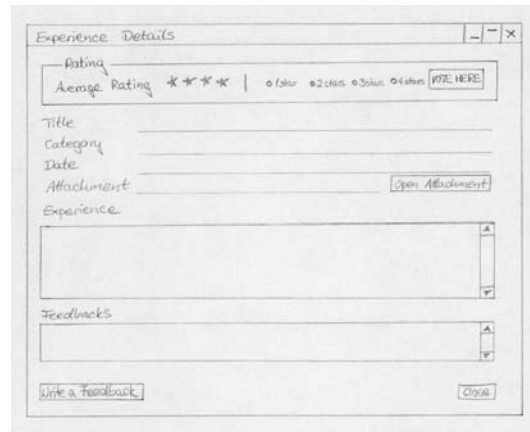 Experience Details
Rating
Average Rating **** | o 1star o 2stars o 3stars o 4stars VOTE HERE
Title
Category
Date
Attachment Open Attachment
Experience
Feedbacks
Write a Feedback Close